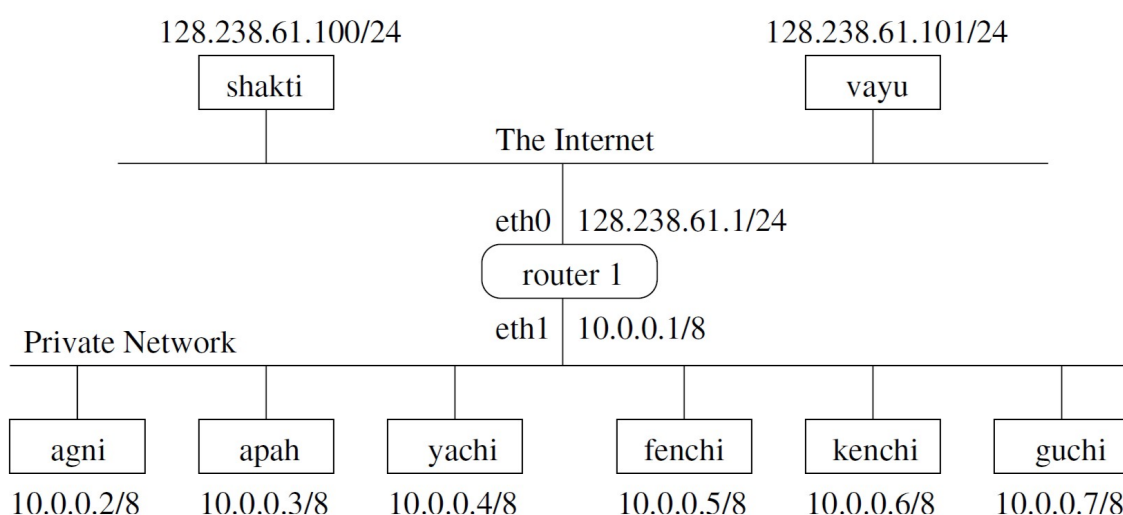 128.238.61.100/24 128.238.61.101/24
shakti vayu
The Internet
eth0 128.238.61.1/24
router 1
eth1 10.0.0.1/8
Private Network
agni apah yachi fenchi kenchi guchi
10.0.0.2/8 10.0.0.3/8 10.0.0.4/8 10.0.0.5/8 10.0.0.6/8 10.0.0.7/8